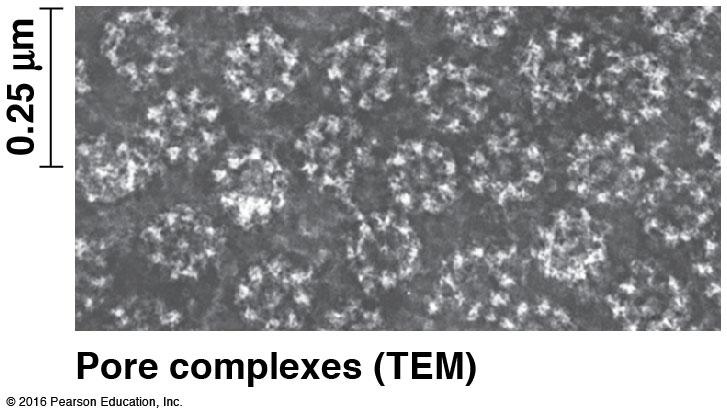 0.25 μm
Pore complexes (TEM)
© 2016 Pearson Education, Inc.